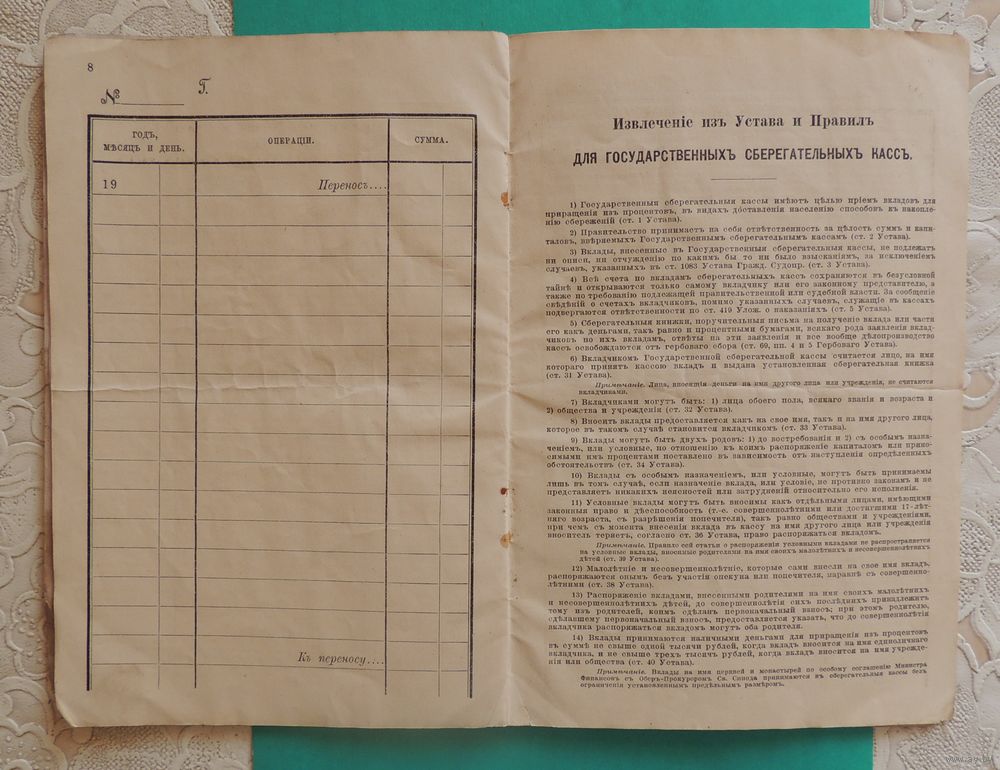 8
№ Г.
ГОДЪ,
МѢСЯЦЪ И ДЕНЬ.
ОПЕРАЦІИ.
СУММА.
19
Переносъ....
Къ переносу....
Извлеченіе изъ Устава и Правилъ
ДЛЯ ГОСУДАРСТВЕННЫХЪ СБЕРЕГАТЕЛЬНЫХЪ КАССЪ.
1) Государственныя сберегательныя кассы имѣютъ цѣлью пріемъ вкладовъ для
приращенія изъ процентовъ, въ видахъ доставленія населенію способовъ къ накопле-
нію сбереженій (ст. 1 Устава).
2) Правительство принимаетъ на себя отвѣтственность за цѣлость суммъ и капи-
таловъ, ввѣряемыхъ Государственнымъ сберегательнымъ кассамъ (ст. 2 Устава).
3) Вклады, внесенные въ Государственныя сберегательныя кассы, не подлежатъ
ни описи, ни отчужденію по какимъ бы то ни было взысканіямъ, за исключеніемъ
случаевъ, указанныхъ въ ст. 1083 Устава Гражд. Судопр. (ст. 3 Устава).
4) Всѣ счета по вкладамъ сберегательныхъ кассъ сохраняются въ безусловной
тайнѣ и открываются только самому вкладчику или его законному представителю, а
также по требованію подлежащей правительственной или судебной власти. За сообщеніе
свѣдѣній о счетахъ вкладчиковъ, помимо указанныхъ случаевъ, служащіе въ кассахъ
подвергаются отвѣтственности по ст. 419 Улож. о наказаніяхъ (ст. 5 Устава).
5) Сберегательныя книжки, поручительныя письма на полученіе вклада или части
его какъ деньгами, такъ равно и процентными бумагами, всякаго рода заявленія вклад-
чиковъ по ихъ вкладамъ, отвѣты на эти заявленія и все вообще дѣлопроизводство
кассъ освобождаются отъ гербоваго сбора (ст. 69, пп. 4 и 5 Гербоваго Устава).
6) Вкладчикомъ Государственной сберегательной кассы считается лицо, на имя
котораго принятъ кассою вкладъ и выдана установленная сберегательная книжка
(ст. 31 Устава).
Примѣчаніе. Лица, вносящія деньги на имя другого лица или учрежденія, не считаются
вкладчиками.
7) Вкладчиками могутъ быть: 1) лица обоего пола, всякаго званія и возраста и
2) общества и учрежденія (ст. 32 Устава).
8) Вносить вклады предоставляется какъ на свое имя, такъ и на имя другого лица,
которое въ такомъ случаѣ становится вкладчикомъ (ст. 33 Устава).
9) Вклады могутъ быть двухъ родовъ: 1) до востребованія и 2) съ особымъ назна-
ченіемъ, или условные, по отношенію къ коимъ распоряженіе капиталомъ или прино-
симыми имъ процентами поставлено въ зависимость отъ наступленія опредѣленныхъ
обстоятельствъ (ст. 34 Устава).
10) Вклады съ особымъ назначеніемъ, или условные, могутъ быть принимаемы
лишь въ томъ случаѣ, если назначеніе вклада, или условіе, не противно законамъ и не
представляетъ никакихъ неясностей или затрудненій относительно его исполненія.
11) Условные вклады могутъ быть вносимы какъ отдѣльными лицами, имѣющими
законныя право и дѣеспособность (т.-е. совершеннолѣтними или достигшими 17-лѣт-
няго возраста, съ разрѣшенія попечителя), такъ равно обществами и учрежденіями,
при чемъ съ момента внесенія вклада въ кассу на имя другого лица или учрежденія
вноситель теряетъ, согласно ст. 36 Устава, право распоряжаться вкладомъ.
Примѣчаніе. Правило сей статьи о распоряженіи условными вкладами не распространяется
на условные вклады, вносимые родителями на имя своихъ малолѣтнихъ и несовершеннолѣтнихъ
дѣтей (ст. 39 Устава).
12) Малолѣтніе и несовершеннолѣтніе, которые сами внесли на свое имя вкладъ,
распоряжаются онымъ безъ участія опекуна или попечителя, наравнѣ съ совершенно-
лѣтними (ст. 38 Устава).
13) Распоряженіе вкладами, внесенными родителями на имя своихъ малолѣтнихъ
и несовершеннолѣтнихъ дѣтей, до совершеннолѣтія сихъ послѣднихъ принадлежитъ
тому изъ родителей, коимъ сдѣланъ первоначальный взносъ; при этомъ родителю,
сдѣлавшему первоначальный взносъ, предоставляется указать, что до совершеннолѣтія
вкладчика распоряжаться вкладомъ могутъ оба родителя.
14) Вклады принимаются наличными деньгами для приращенія изъ процентовъ
въ суммѣ не свыше одной тысячи рублей, когда вкладъ вносится на имя единоличнаго
вкладчика, и не свыше трехъ тысячъ рублей, когда вкладъ вносится на имя учрежде-
нія или общества (ст. 40 Устава).
Примѣчаніе. Вклады на имя церквей и монастырей по особому соглашенію Министра
Финансовъ съ Оберъ-Прокуроромъ Св. Синода принимаются въ сберегательныя кассы безъ
ограниченія установленнымъ предѣльнымъ размѣромъ.